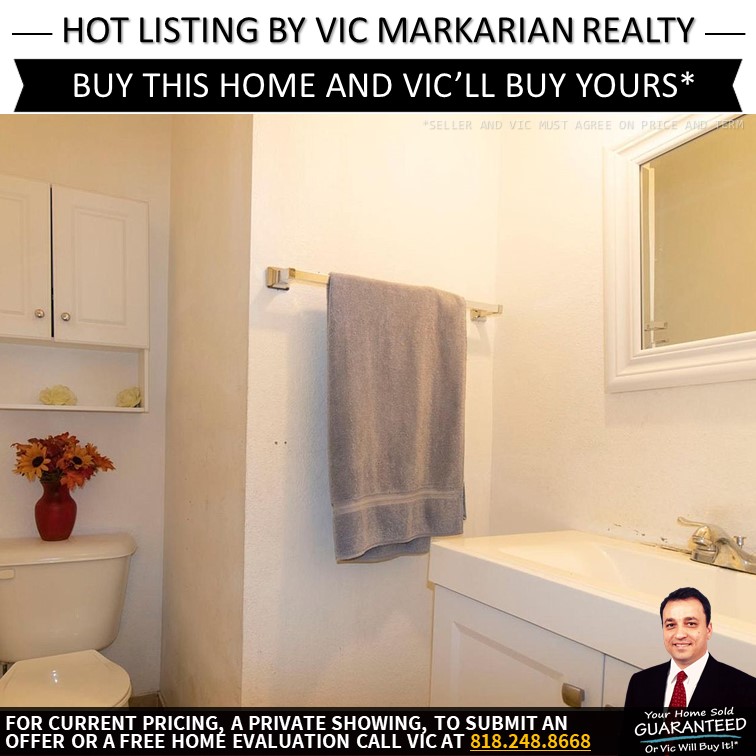 HOT LISTING BY VIC MARKARIAN REALTY
BUY THIS HOME AND VIC’LL BUY YOURS*
*SELLER AND VIC MUST AGREE ON PRICE AND TERM
Your Home Sold
GUARANTEED
Or Vic Will Buy It!
FOR CURRENT PRICING, A PRIVATE SHOWING, TO SUBMIT AN
OFFER OR A FREE HOME EVALUATION CALL VIC AT 818.248.8668